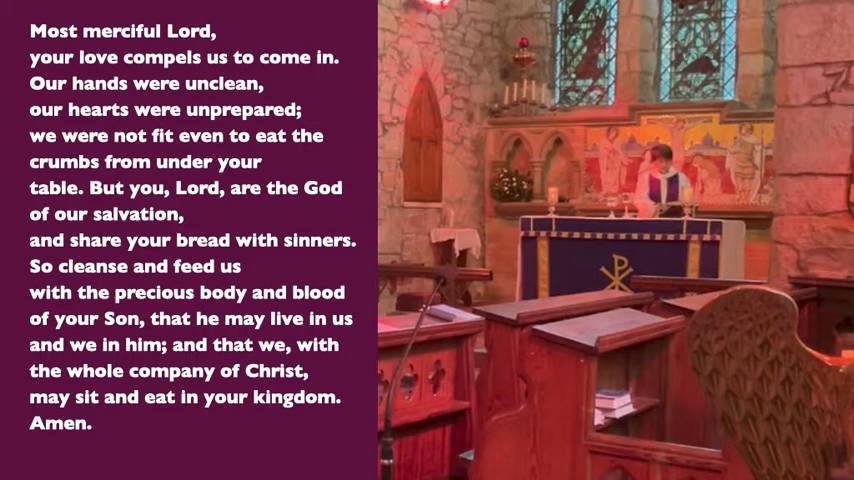 Most merciful Lord,
your love compels us to come in.
Our hands were unclean,
our hearts were unprepared;
we were not fit even to eat the
crumbs from under your
table. But you, Lord, are the God
of our salvation,
and share your bread with sinners.
So cleanse and feed us
with the precious body and blood
of your Son, that he may live in us
and we in him; and that we, with
the whole company of Christ,
may sit and eat in your kingdom.
Amen.